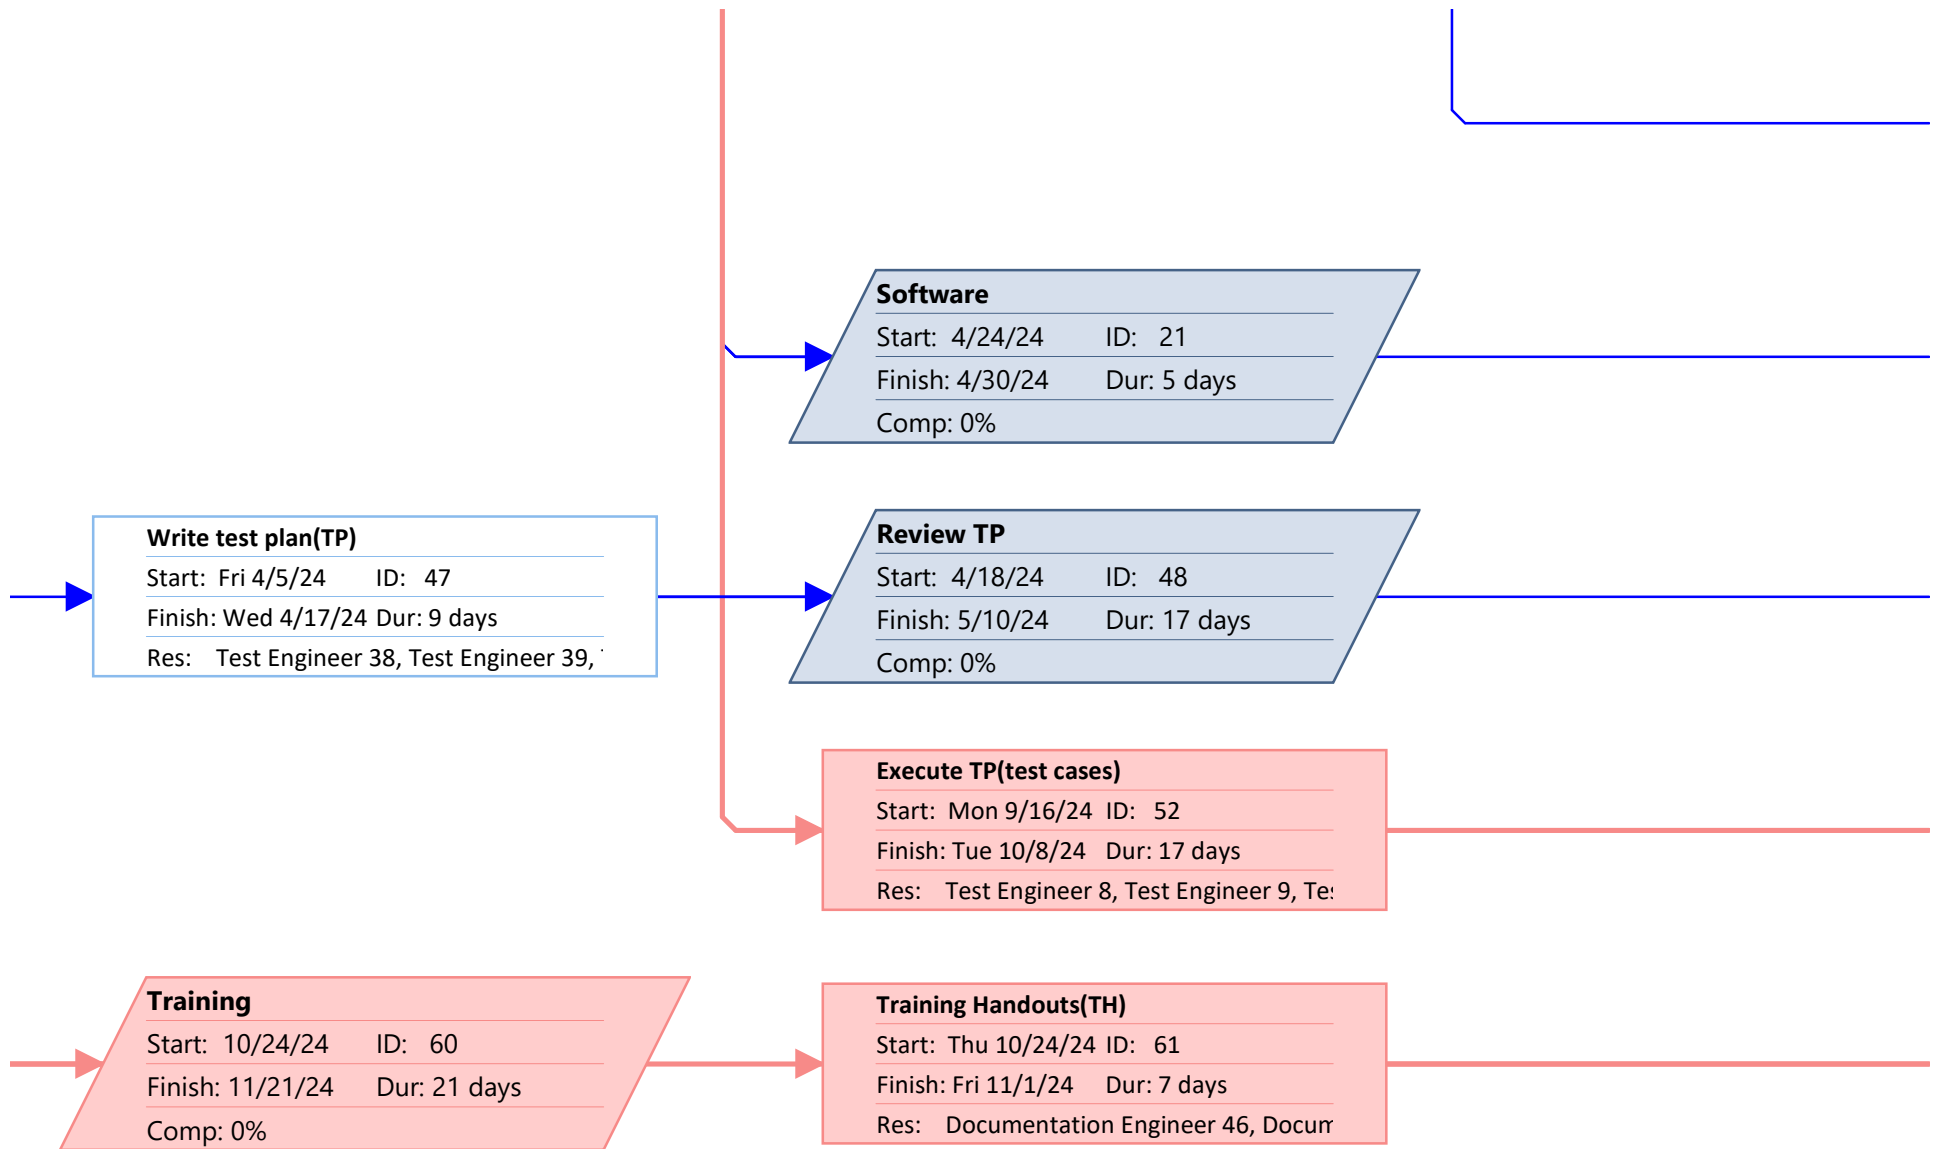 Software
Start: 4/24/24 ID: 21
Finish: 4/30/24 Dur: 5 days
Comp: 0%
Write test plan(TP)
Start: Fri 4/5/24 ID: 47
Finish: Wed 4/17/24 Dur: 9 days
Res: Test Engineer 38, Test Engineer 39,
Review TP
Start: 4/18/24 ID: 48
Finish: 5/10/24 Dur: 17 days
Comp: 0%
Execute TP(test cases)
Start: Mon 9/16/24 ID: 52
Finish: Tue 10/8/24 Dur: 17 days
Res: Test Engineer 8, Test Engineer 9,
Training
Start: 10/24/24 ID: 60
Finish: 11/21/24 Dur: 21 days
Comp: 0%
Training Handouts(TH)
Start: Thu 10/24/24 ID: 61
Finish: Fri 11/1/24 Dur: 7 days
Res: Documentation Engineer 46, Docum